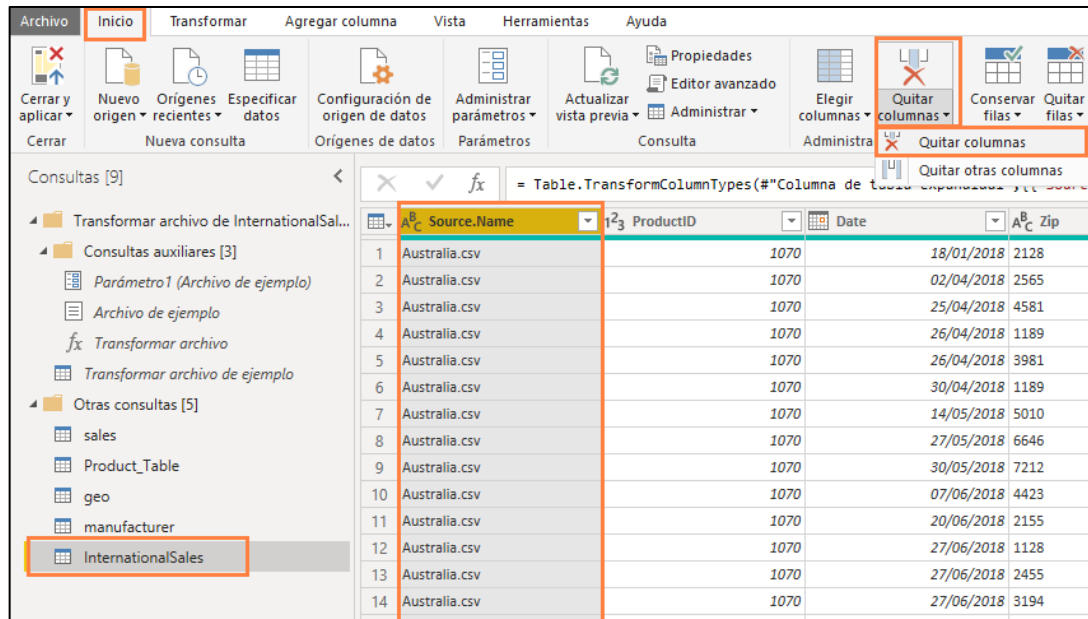 Archivo Inicio Transformar Agregar columna Vista Herramientas Ayuda
Cerrar y aplicar
Nuevo origen
Orígenes recientes
Especificar datos
Configuración de origen de datos
Administrar parámetros
Actualizar vista previa
Propiedades
Editor avanzado
Administrar
Elegir columnas
Quitar columnas
Conservar filas
Quitar filas
Cerrar Nueva consulta Orígenes de datos Parámetros Consulta Administra
Quitar columnas
Quitar otras columnas
Consultas [9]
fx = Table.TransformColumnTypes(#"Columna de tabla expandida1",{{"Source
Transformar archivo de InternationalSal...
Consultas auxiliares [3]
Parámetro1 (Archivo de ejemplo)
Archivo de ejemplo
fx Transformar archivo
Transformar archivo de ejemplo
Otras consultas [5]
sales
Product_Table
geo
manufacturer
InternationalSales
ABC Source.Name 123 ProductID Date ABC Zip
1 Australia.csv 1070 18/01/2018 2128
2 Australia.csv 1070 02/04/2018 2565
3 Australia.csv 1070 25/04/2018 4581
4 Australia.csv 1070 26/04/2018 1189
5 Australia.csv 1070 26/04/2018 3981
6 Australia.csv 1070 30/04/2018 1189
7 Australia.csv 1070 14/05/2018 5010
8 Australia.csv 1070 27/05/2018 6646
9 Australia.csv 1070 30/05/2018 7212
10 Australia.csv 1070 07/06/2018 4423
11 Australia.csv 1070 20/06/2018 2155
12 Australia.csv 1070 27/06/2018 1128
13 Australia.csv 1070 27/06/2018 2455
14 Australia.csv 1070 27/06/2018 3194